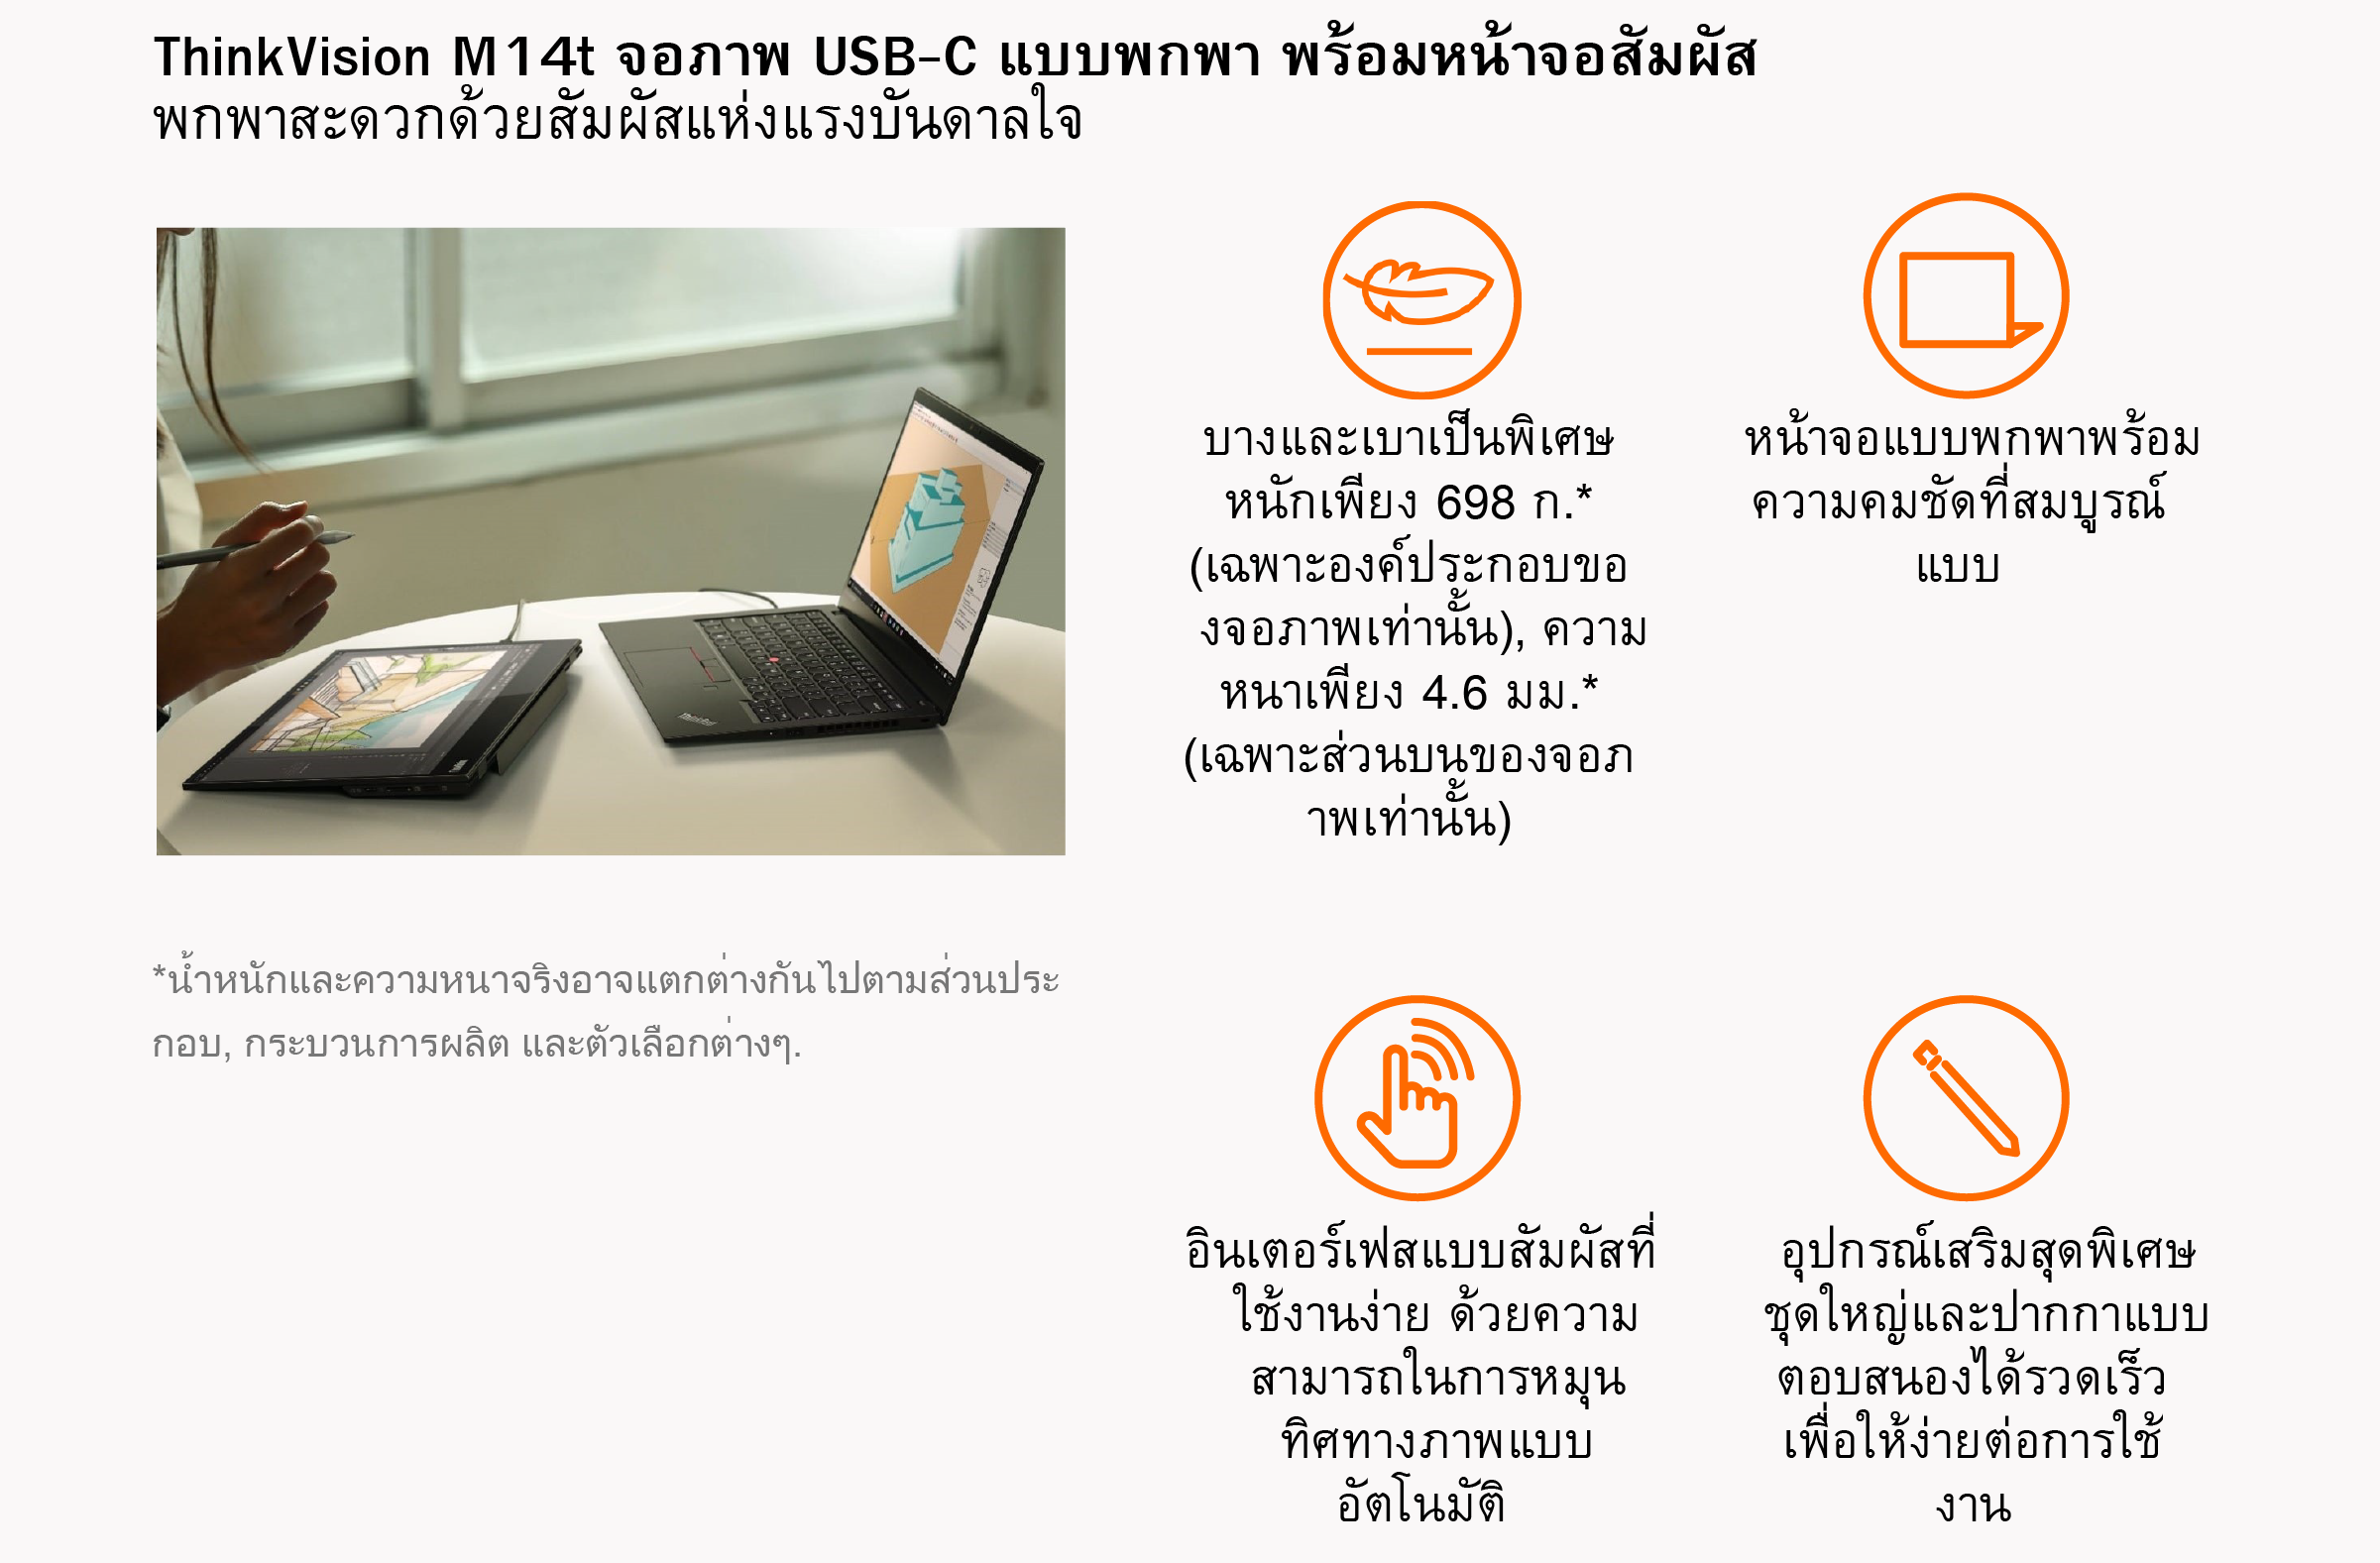 ThinkVision M14t จอภาพ USB-C แบบพกพา พร้อมหน้าจอสัมผัส
พกพาสะดวกด้วยสัมผัสแห่งแรงบันดาลใจ
บางและเบาเป็นพิเศษ
หนักเพียง 698 ก.*
(เฉพาะองค์ประกอบขอ
งจอภาพเท่านั้น), ความ
หนาเพียง 4.6 มม.*
(เฉพาะส่วนบนของจอภ
าพเท่านั้น)
หน้าจอแบบพกพาพร้อม
ความคมชัดที่สมบูรณ์
แบบ
*น้ำหนักและความหนาจริงอาจแตกต่างกันไปตามส่วนประ
กอบ, กระบวนการผลิต และตัวเลือกต่างๆ.
อินเตอร์เฟสแบบสัมผัสที่
ใช้งานง่าย ด้วยความ
สามารถในการหมุน
ทิศทางภาพแบบ
อัตโนมัติ
อุปกรณ์เสริมสุดพิเศษ
ชุดใหญ่และปากกาแบบ
ตอบสนองได้รวดเร็ว
เพื่อให้ง่ายต่อการใช้
งาน